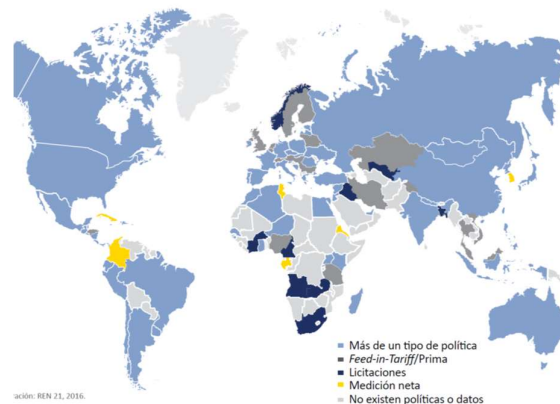 Más de un tipo de política
Feed-in-Tariff/Prima
Licitaciones
Medición neta
No existen políticas o datos
ración: REN 21, 2016.